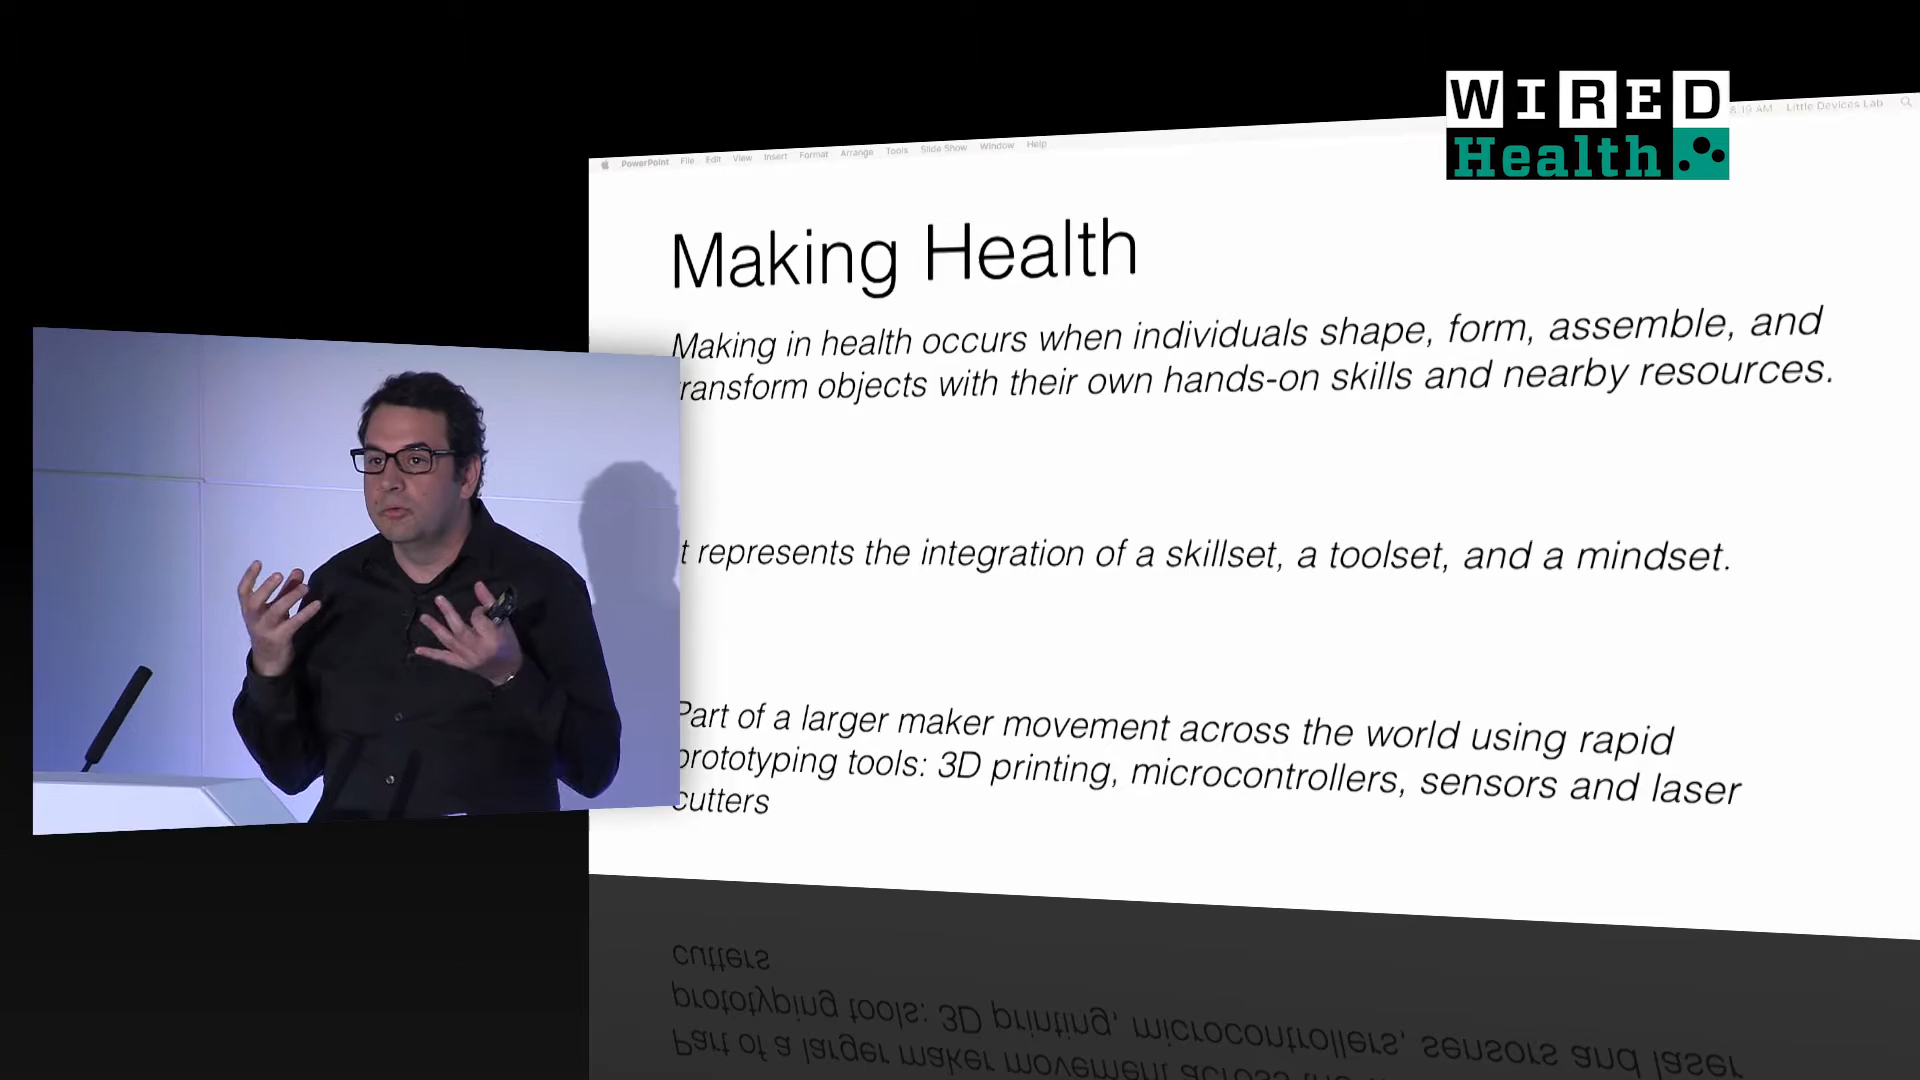 WIRED
Health
8:19 AM Little Devices Lab
PowerPoint File Edit View Insert Format Arrange Tools Slide Show Window Help
Making Health
Making in health occurs when individuals shape, form, assemble, and
ransform objects with their own hands-on skills and nearby resources.
t represents the integration of a skillset, a toolset, and a mindset.
Part of a larger maker movement across the world using rapid
prototyping tools: 3D printing, microcontrollers, sensors and laser
cutters